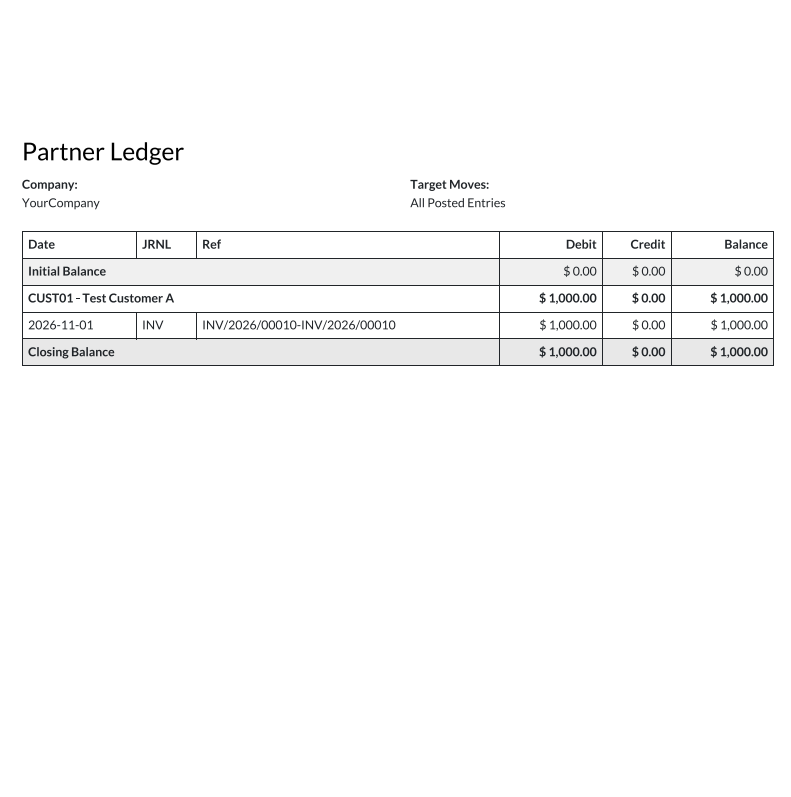 Partner Ledger
Company: Target Moves:
YourCompany All Posted Entries
Date JRNL Ref Debit Credit Balance
Initial Balance $ 0.00 $ 0.00 $ 0.00
CUST01 - Test Customer A $ 1,000.00 $ 0.00 $ 1,000.00
2026-11-01 INV INV/2026/00010-INV/2026/00010 $ 1,000.00 $ 0.00 $ 1,000.00
Closing Balance $ 1,000.00 $ 0.00 $ 1,000.00